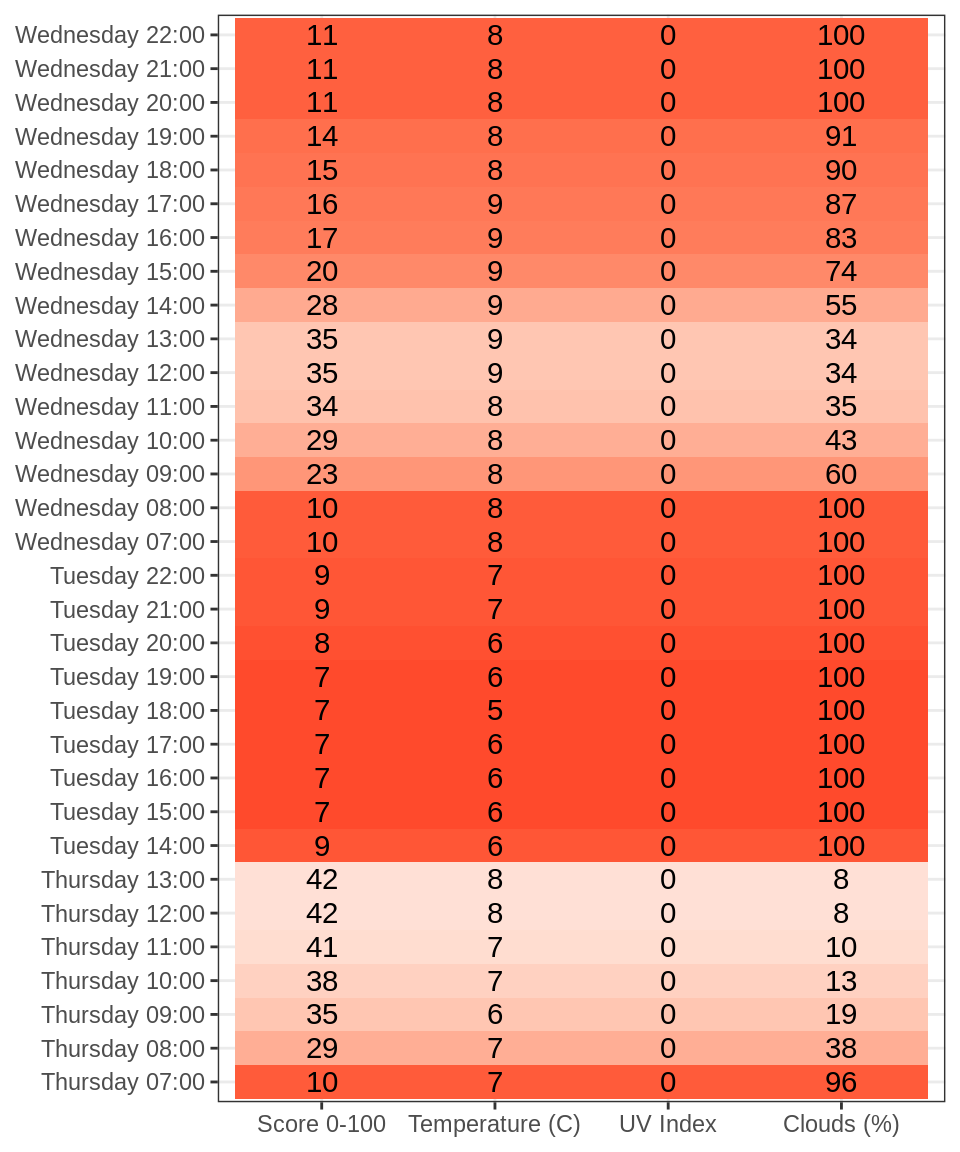 Wednesday 22:00 11 8 0 100
Wednesday 21:00 11 8 0 100
Wednesday 20:00 11 8 0 100
Wednesday 19:00 14 8 0 91
Wednesday 18:00 15 8 0 90
Wednesday 17:00 16 9 0 87
Wednesday 16:00 17 9 0 83
Wednesday 15:00 20 9 0 74
Wednesday 14:00 28 9 0 55
Wednesday 13:00 35 9 0 34
Wednesday 12:00 35 9 0 34
Wednesday 11:00 34 8 0 35
Wednesday 10:00 29 8 0 43
Wednesday 09:00 23 8 0 60
Wednesday 08:00 10 8 0 100
Wednesday 07:00 10 8 0 100
Tuesday 22:00 9 7 0 100
Tuesday 21:00 9 7 0 100
Tuesday 20:00 8 6 0 100
Tuesday 19:00 7 6 0 100
Tuesday 18:00 7 5 0 100
Tuesday 17:00 7 6 0 100
Tuesday 16:00 7 6 0 100
Tuesday 15:00 7 6 0 100
Tuesday 14:00 9 6 0 100
Thursday 13:00 42 8 0 8
Thursday 12:00 42 8 0 8
Thursday 11:00 41 7 0 10
Thursday 10:00 38 7 0 13
Thursday 09:00 35 6 0 19
Thursday 08:00 29 7 0 38
Thursday 07:00 10 7 0 96
Score 0-100 Temperature (C) UV Index Clouds (%)